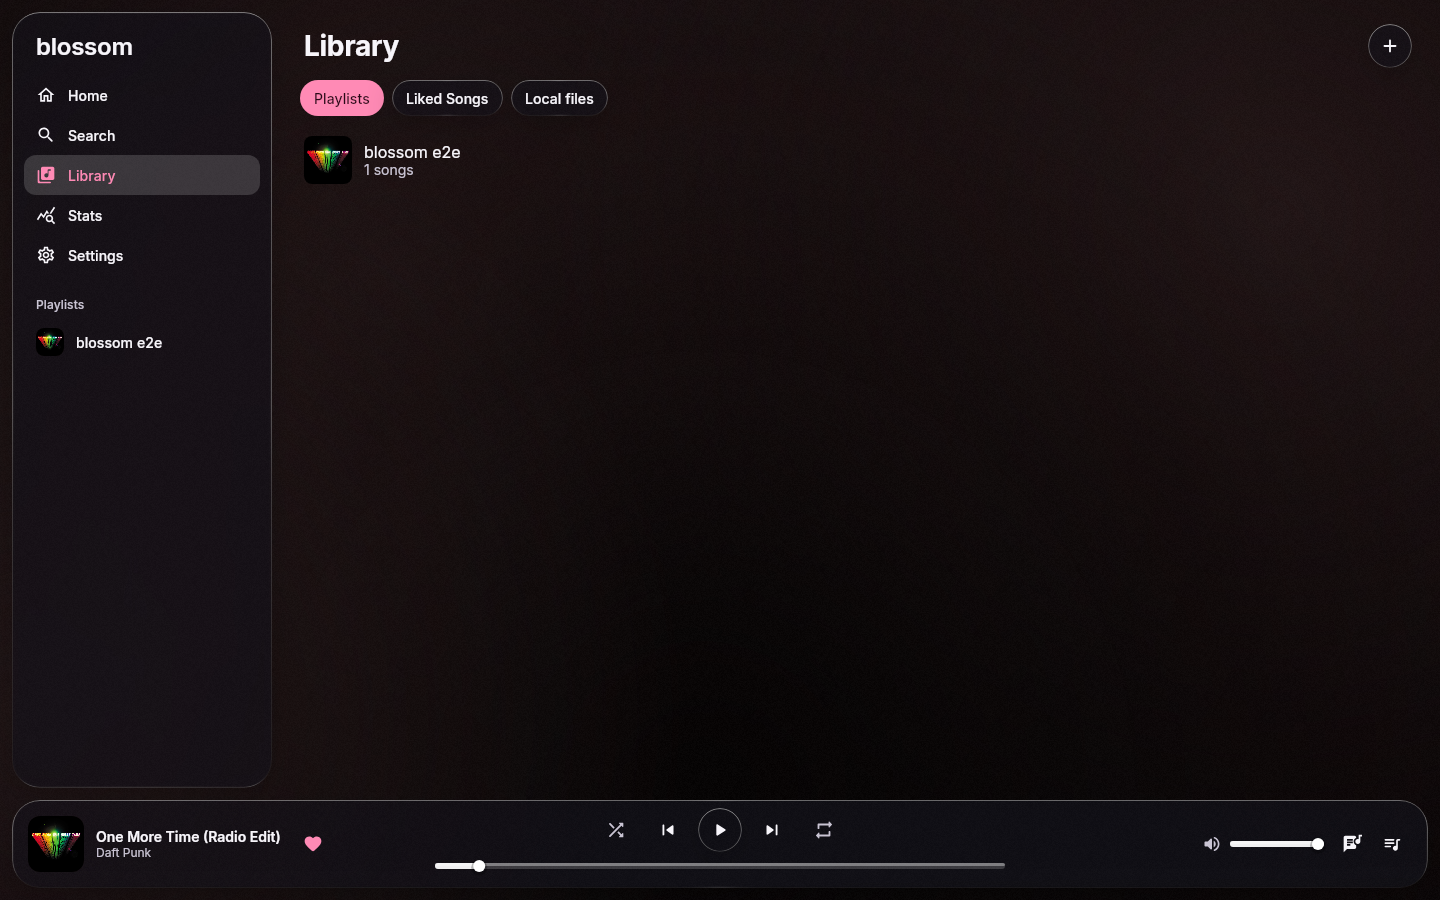 blossom
Home
Search
Library
Stats
Settings
Playlists
blossom e2e
Library
Playlists
Liked Songs
Local files
blossom e2e
1 songs
One More Time (Radio Edit)
Daft Punk